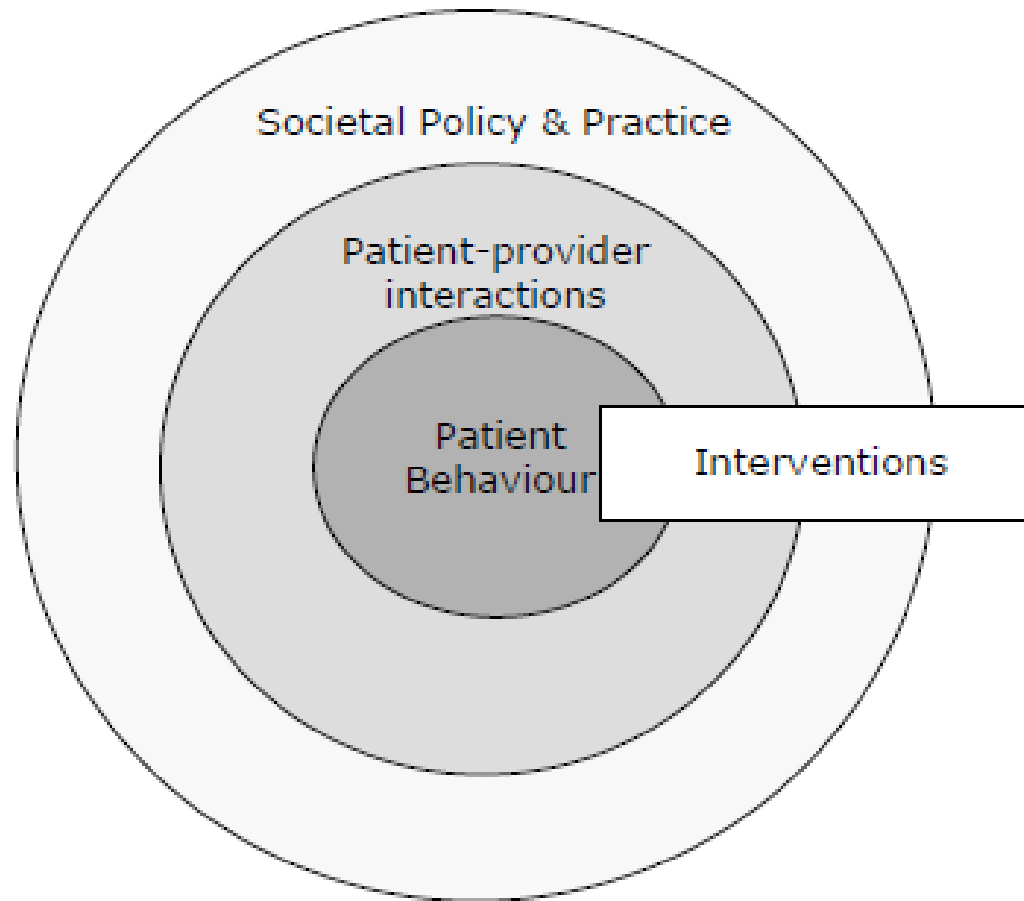 Societal Policy & Practice
Patient-provider
interactions
Patient
Behaviour
Interventions